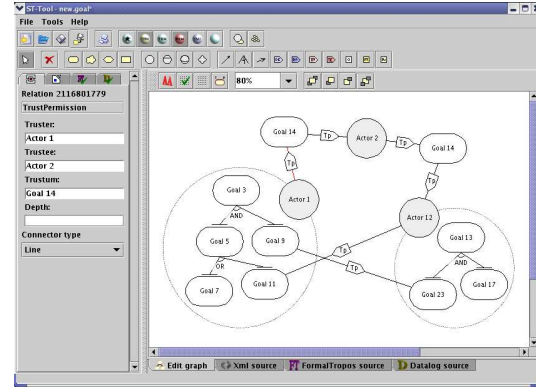 ST-Tool - new.goal*
File Tools Help
80%
Relation 2116801779
TrustPermission
Truster:
Actor 1
Trustee:
Actor 2
Trustum:
Goal 14
Depth:
Connector type
Line
Goal 14
Tp
Actor 2
Tp
Goal 14
Tp
Tp
Goal 3
Actor 1
AND
Actor 12
Goal 5
Goal 9
Tp
Goal 13
OR
Tp
AND
Goal 7
Goal 11
Goal 23
Goal 17
Edit graph
Xml source
FormalTropos source
Datalog source